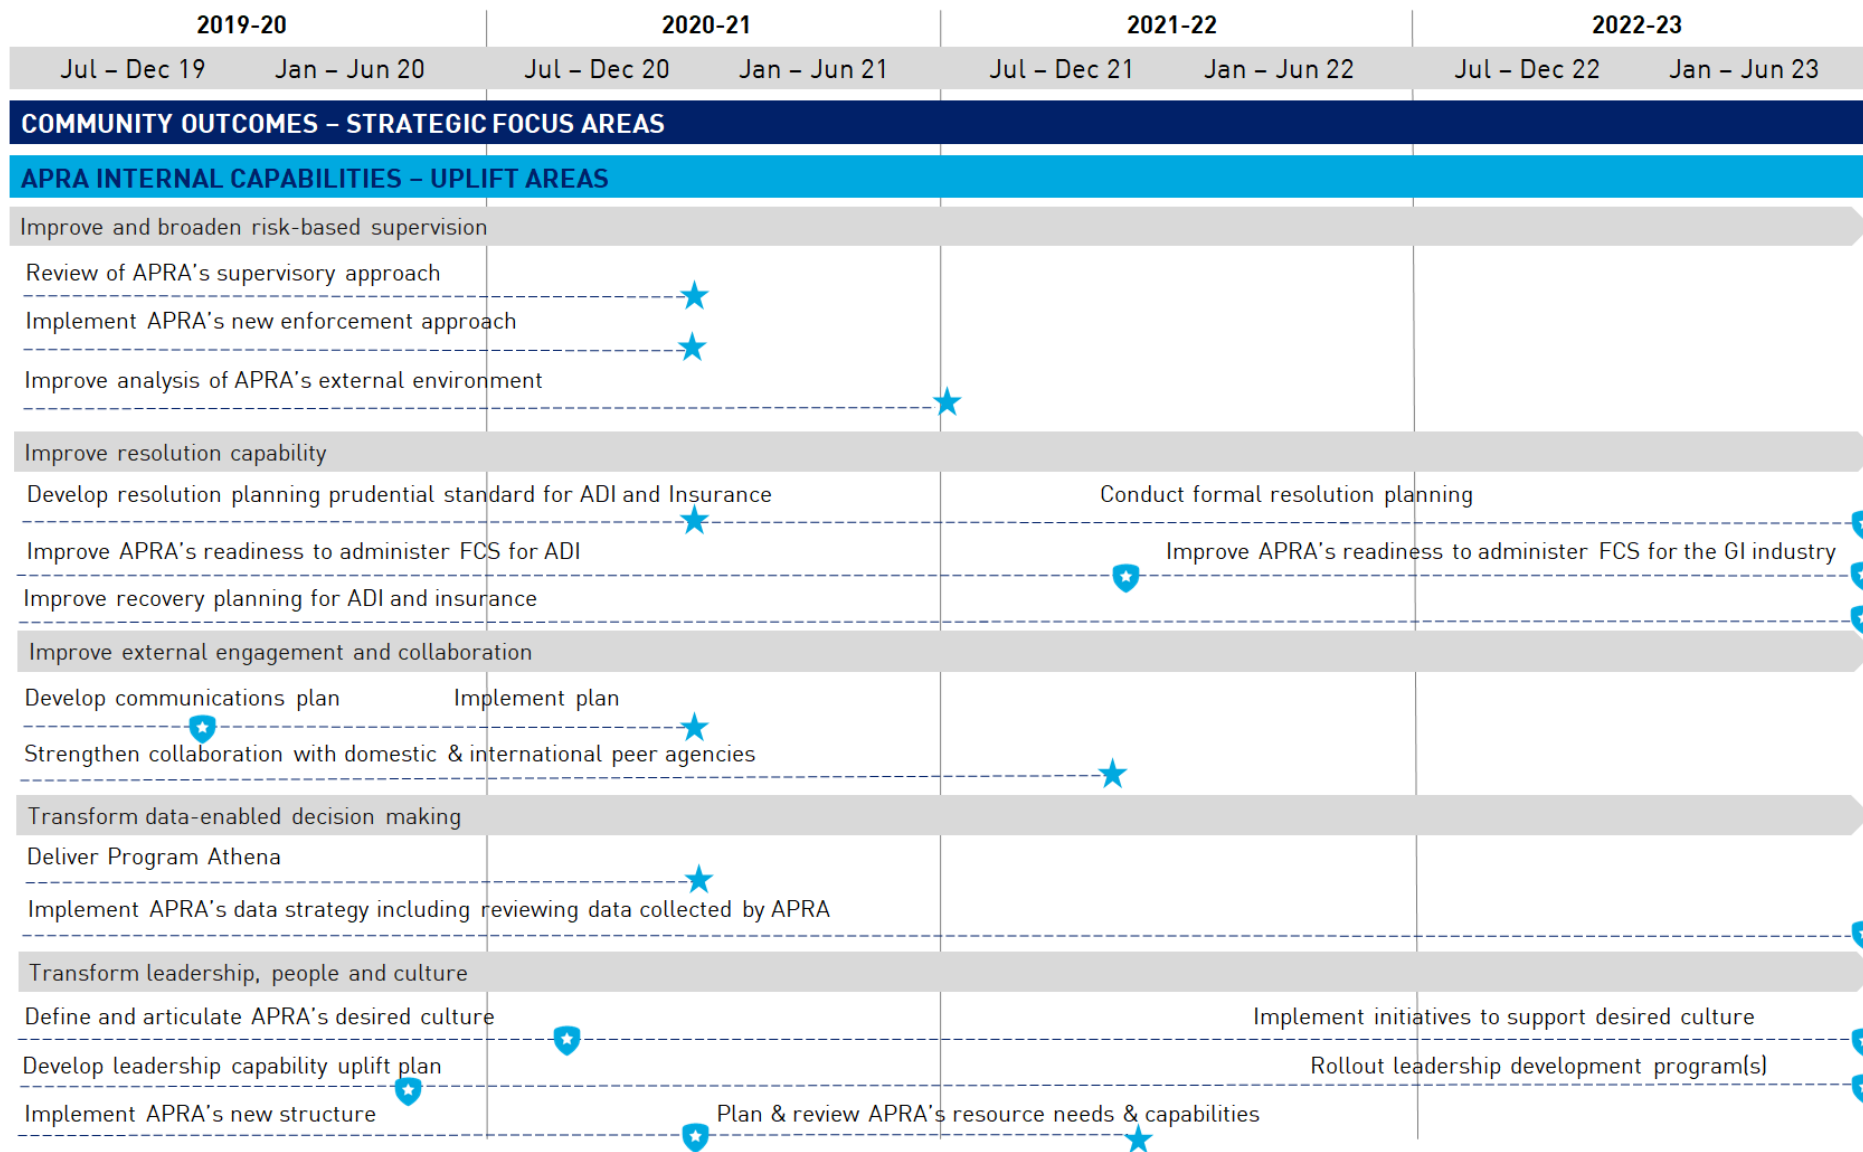 2019-20 2020-21 2021-22 2022-23
Jul – Dec 19 Jan – Jun 20 Jul – Dec 20 Jan – Jun 21 Jul – Dec 21 Jan – Jun 22 Jul – Dec 22 Jan – Jun 23
COMMUNITY OUTCOMES – STRATEGIC FOCUS AREAS
APRA INTERNAL CAPABILITIES – UPLIFT AREAS
Improve and broaden risk-based supervision
Review of APRA's supervisory approach
Implement APRA's new enforcement approach
Improve analysis of APRA's external environment
Improve resolution capability
Develop resolution planning prudential standard for ADI and Insurance Conduct formal resolution planning
Improve APRA's readiness to administer FCS for ADI Improve APRA's readiness to administer FCS for the GI industry
Improve recovery planning for ADI and insurance
Improve external engagement and collaboration
Develop communications plan Implement plan
Strengthen collaboration with domestic & international peer agencies
Transform data-enabled decision making
Deliver Program Athena
Implement APRA's data strategy including reviewing data collected by APRA
Transform leadership, people and culture
Define and articulate APRA's desired culture Implement initiatives to support desired culture
Develop leadership capability uplift plan Rollout leadership development program(s)
Implement APRA's new structure Plan & review APRA's resource needs & capabilities